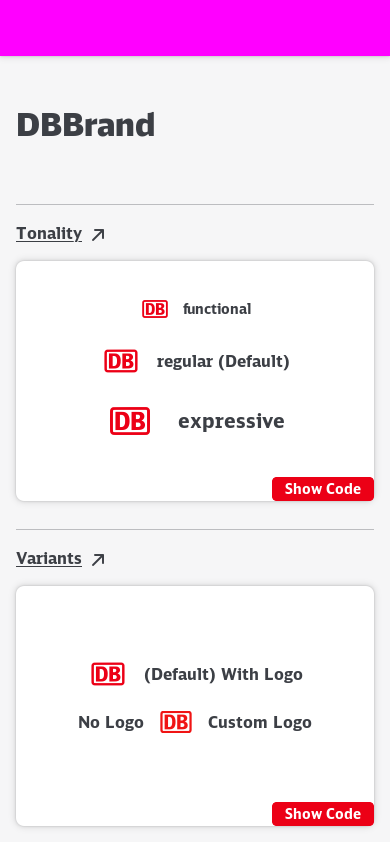 DBBrand
Tonality
DB functional
DB regular (Default)
DB expressive
Show Code
Variants
DB (Default) With Logo
No Logo DB Custom Logo
Show Code